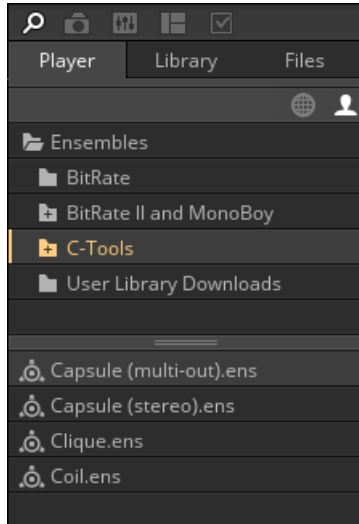 Player Library Files
Ensembles
BitRate
BitRate II and MonoBoy
C-Tools
User Library Downloads
Capsule (multi-out).ens
Capsule (stereo).ens
Clique.ens
Coil.ens